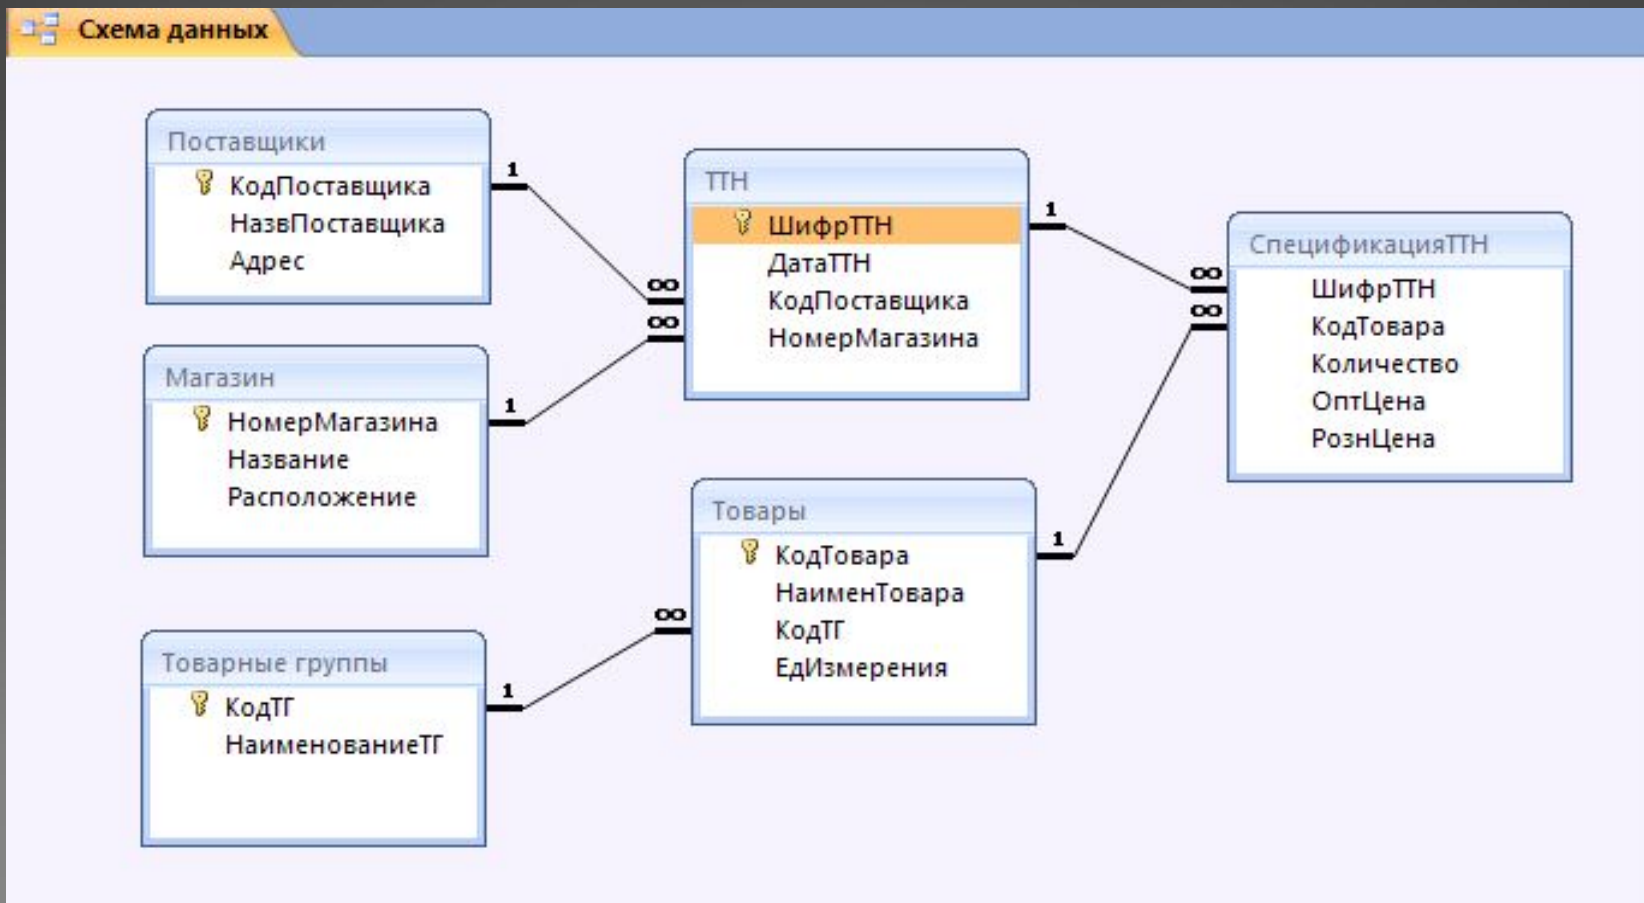 Схема данных
Поставщики
КодПоставщика
НазвПоставщика
Адрес
1
∞
Магазин
НомерМагазина
Название
Расположение
1
∞
Товарные группы
КодТГ
НаименованиеТГ
1
∞
ТТН
ШифрТТН
ДатаТТН
КодПоставщика
НомерМагазина
1
∞
Товары
КодТовара
НаименТовара
КодТГ
ЕдИзмерения
1
∞
СпецификацияТТН
ШифрТТН
КодТовара
Количество
ОптЦена
РознЦена